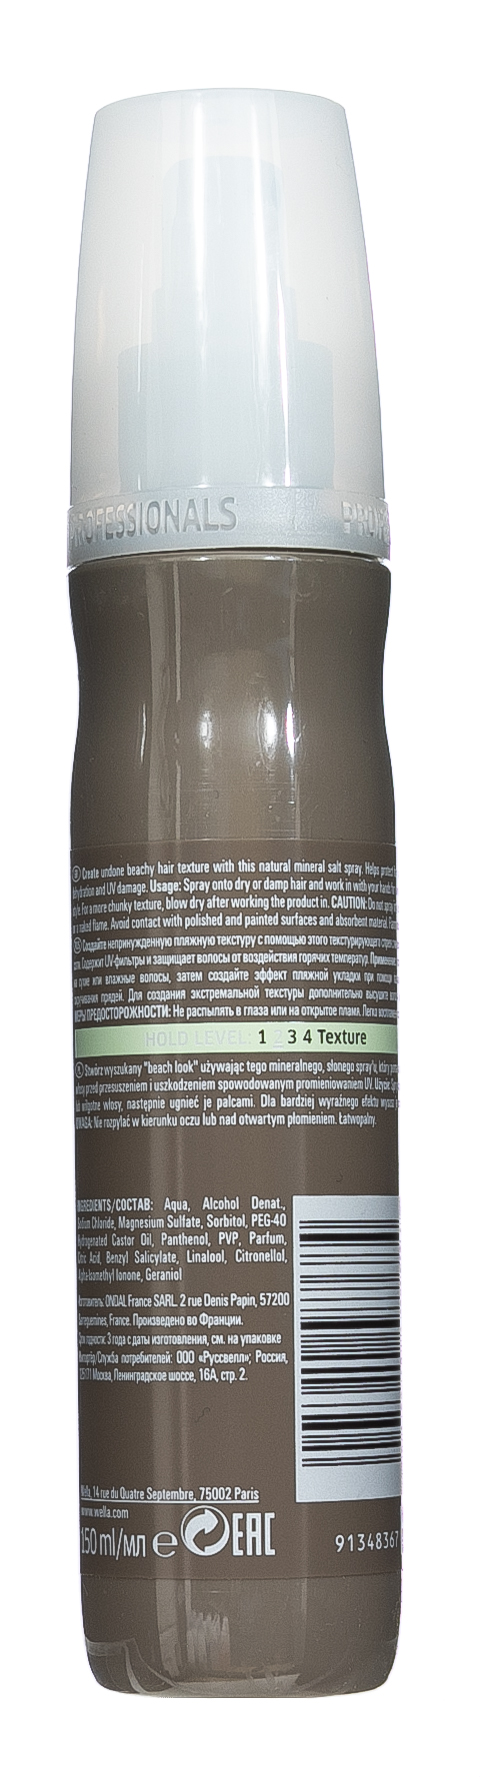 PROFESSIONALS
Create undone beachy hair texture with this natural mineral salt spray. Helps protect
and UV damage. Usage: Spray onto dry or damp hair and work in with your hands
style. For a more chunky texture, blow dry after working the product in. CAUTION: Do not spray
naked flame. Avoid contact with polished and painted surfaces and absorbent material.
Создайте непринужденную пляжную текстуру с помощью этого текстурирующего
Содержит UV-фильтры и защищает волосы от воздействия горячих температур.
сухие или влажные волосы, затем создайте эффект пляжной укладки при помощи
прядей. Для создания экстремальной текстуры дополнительно высушите
МЕРЫ ПРЕДОСТОРОЖНОСТИ: Не распылять в глаза или на открытое пламя. Легко
HOLD LEVEL: 1 2 3 4 Texture
Stwórz wyszukany "beach look" używając tego mineralnego, słonego spray'u, który
włosy przed przesuszeniem i uszkodzeniem spowodowanym promieniowaniem UV. Użycie:
lub wilgotne włosy, następnie ugnieć je palcami. Dla bardziej wyraźnego efektu wysusz
UWAGA: Nie rozpylać w kierunku oczu lub nad otwartym płomieniem. Łatwopalny.
INGREDIENTS/СОСТАВ: Aqua, Alcohol Denat.,
Sodium Chloride, Magnesium Sulfate, Sorbitol, PEG-40
Hydrogenated Castor Oil, Panthenol, PVP, Parfum,
Citric Acid, Benzyl Salicylate, Linalool, Citronellol,
Alpha-Isomethyl Ionone, Geraniol
Изготовитель: ONDAL France SARL. 2 rue Denis Papin, 57200
Sarreguemines, France. Произведено во Франции.
Срок годности: 3 года с даты изготовления, см. на упаковке
Импортёр/Служба потребителей: ООО «Руссвелл»; Россия,
125171 Москва, Ленинградское шоссе, 16А, стр. 2.
Wella, 14 rue du Quatre Septembre, 75002 Paris
www.wella.com
150 ml/мл e EAC
91348367